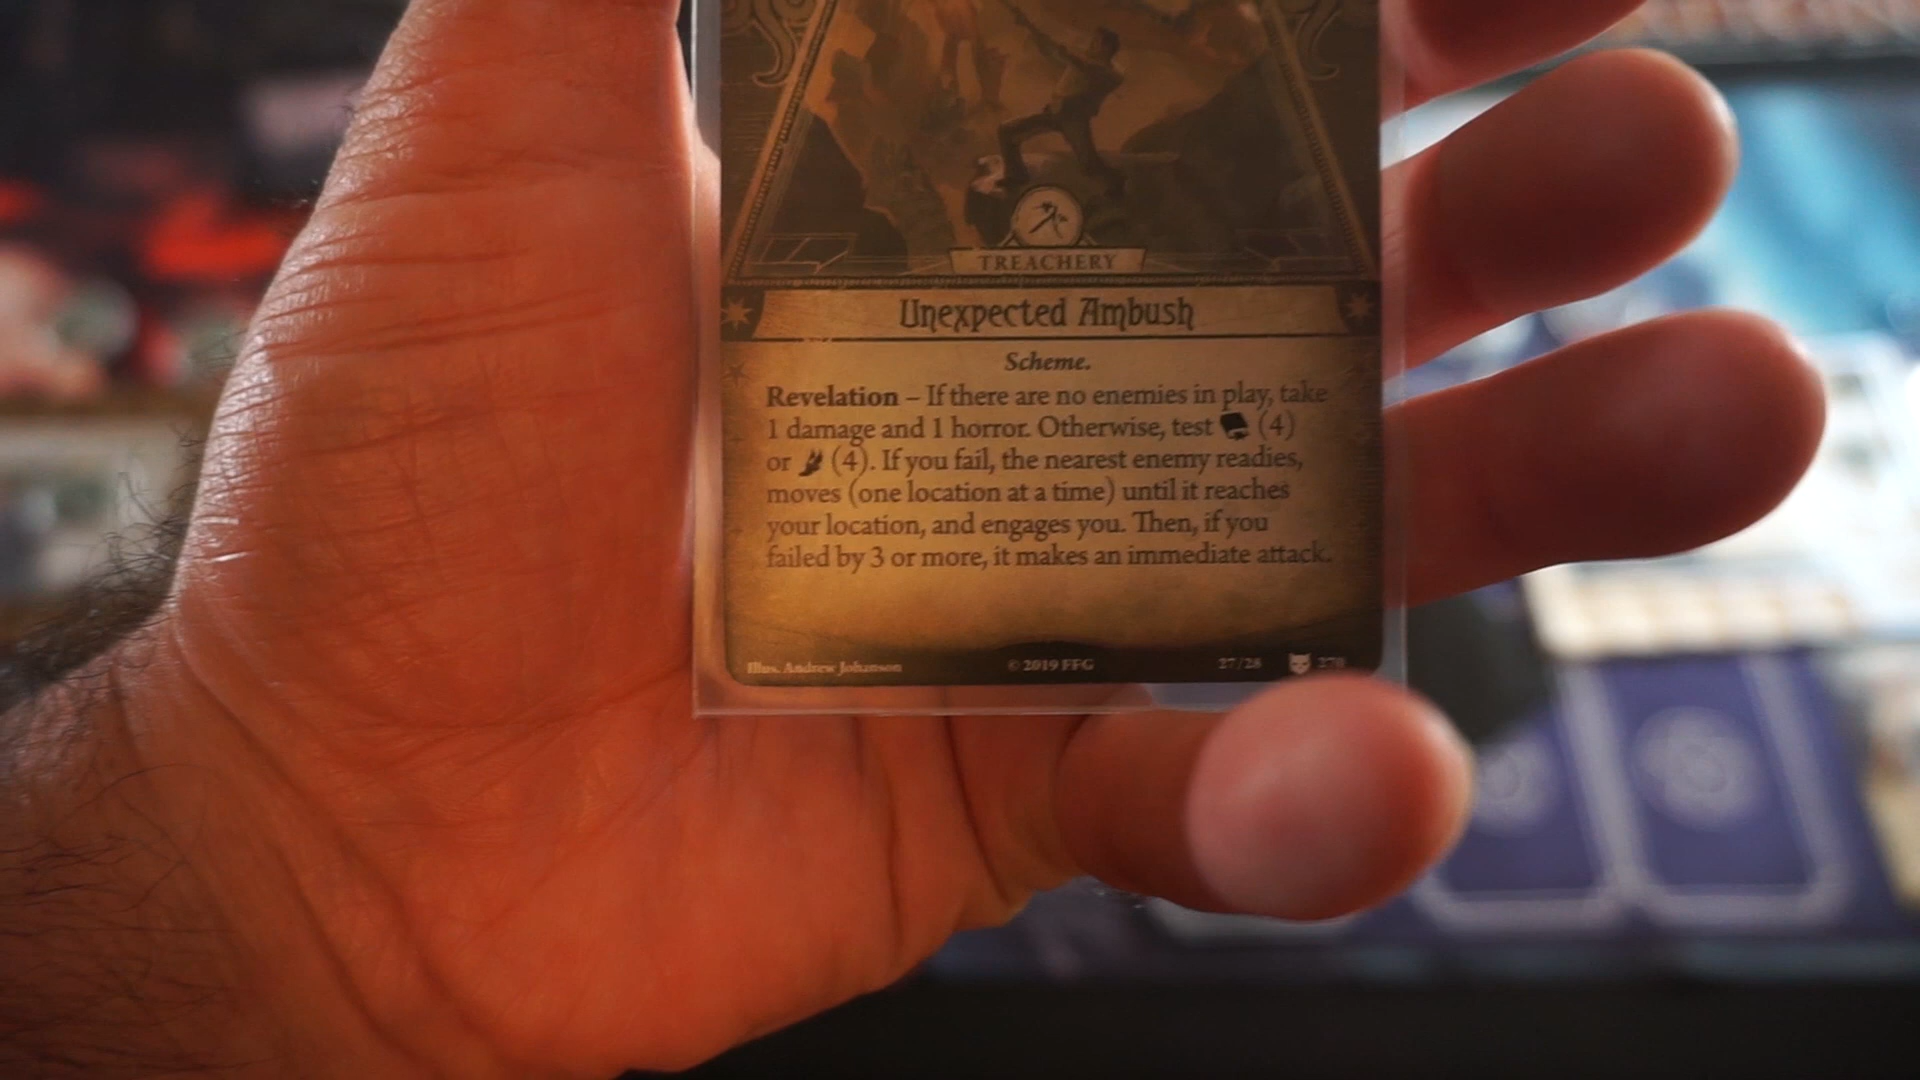 TREACHERY
Unexpected Ambush
Scheme.
Revelation – If there are no enemies in play, take
1 damage and 1 horror. Otherwise, test (4)
or (4). If you fail, the nearest enemy readies,
moves (one location at a time) until it reaches
your location, and engages you. Then, if you
failed by 3 or more, it makes an immediate attack.
Illus. Andrew Johanson © 2019 FFG 27/28 270